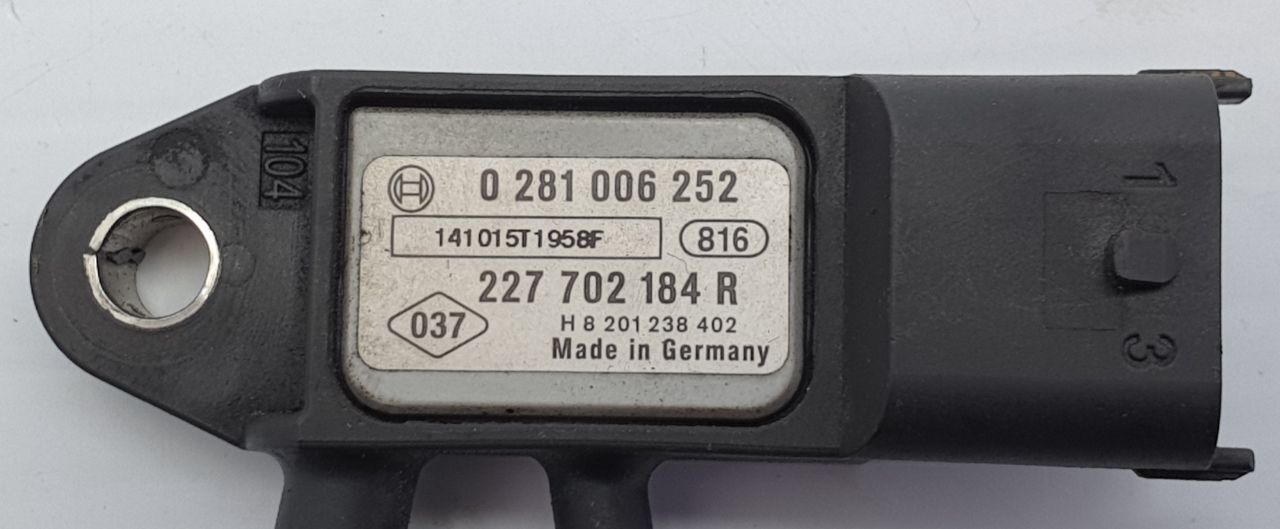 0 281 006 252
141015T1958F 816
227 702 184 R
037
H 8 201 238 402
Made in Germany
104
1
3